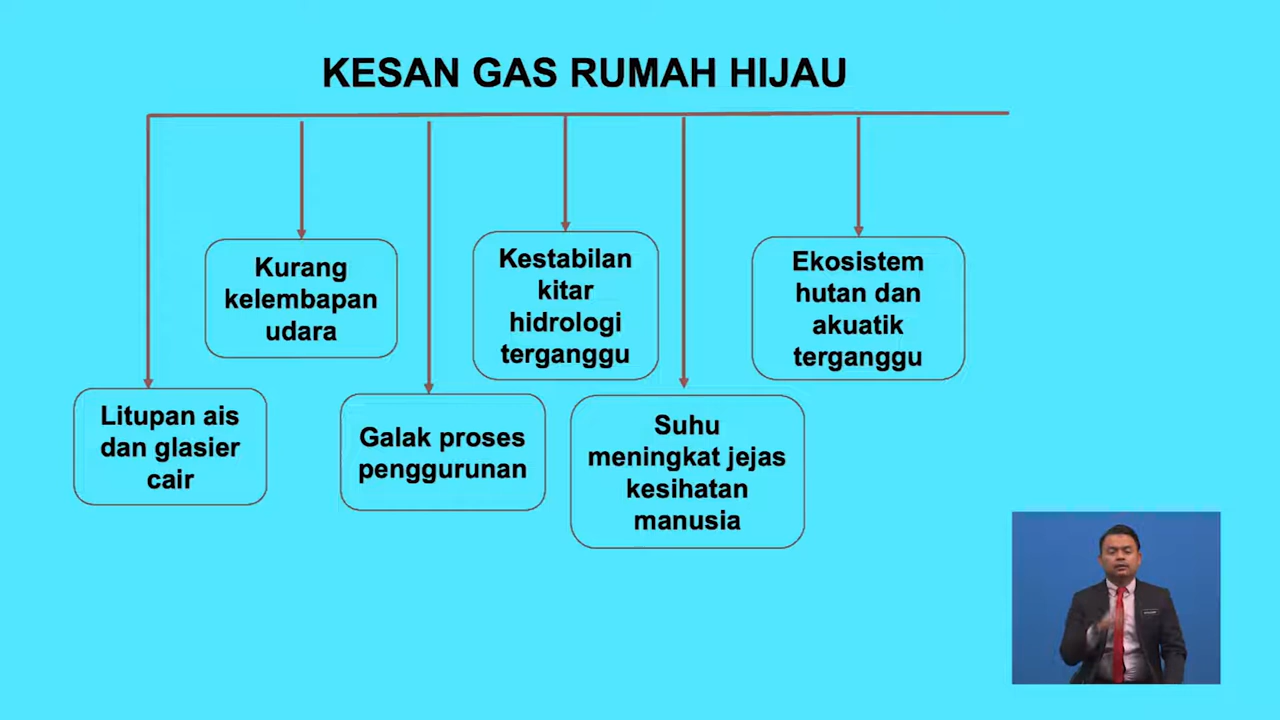 KESAN GAS RUMAH HIJAU
Kurang
kelembapan
udara
Kestabilan
kitar
hidrologi
terganggu
Ekosistem
hutan dan
akuatik
terganggu
Litupan ais
dan glasier
cair
Galak proses
penggurunan
Suhu
meningkat jejas
kesihatan
manusia